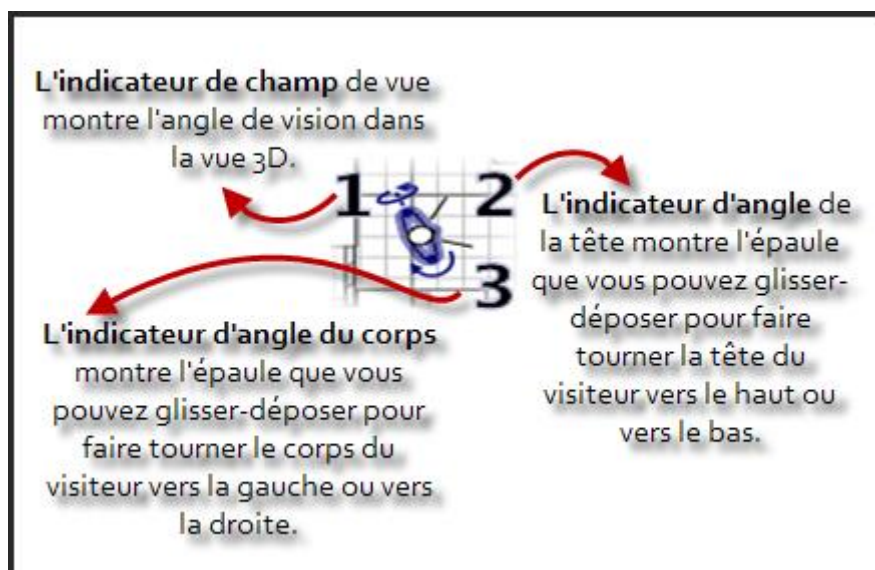 L'indicateur de champ de vue
montre l'angle de vision dans
la vue 3D.
1
2
L'indicateur d'angle de
la tête montre l'épaule
que vous pouvez glisser-
déposer pour faire
tourner la tête du
visiteur vers le haut ou
vers le bas.
3
L'indicateur d'angle du corps
montre l'épaule que vous
pouvez glisser-déposer pour
faire tourner le corps du
visiteur vers la gauche ou vers
la droite.